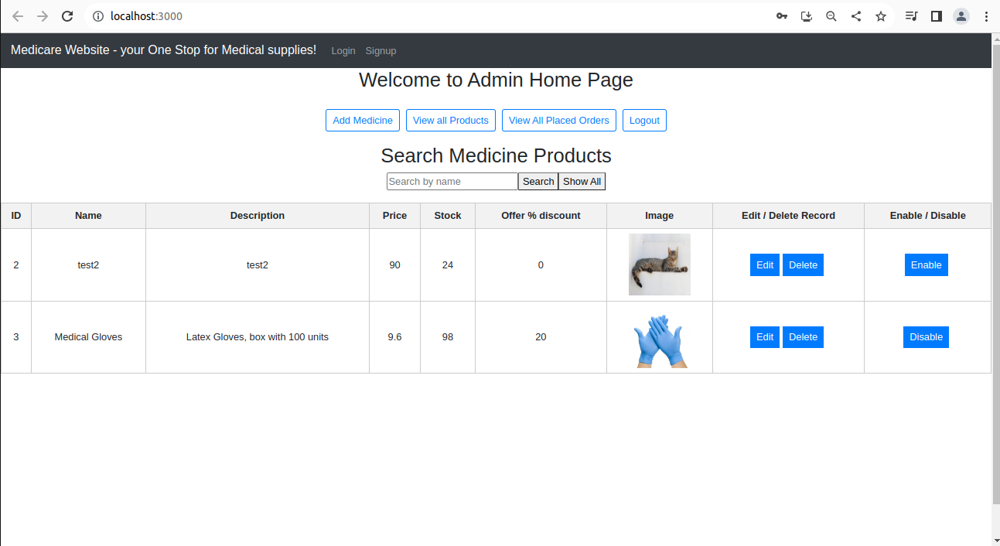 localhost:3000
Medicare Website - your One Stop for Medical supplies! Login Signup
Welcome to Admin Home Page
Add Medicine View all Products View All Placed Orders Logout
Search Medicine Products
Search by name Search Show All
ID Name Description Price Stock Offer % discount Image Edit / Delete Record Enable / Disable
2 test2 test2 90 24 0 Edit Delete Enable
3 Medical Gloves Latex Gloves, box with 100 units 9.6 98 20 Edit Delete Disable